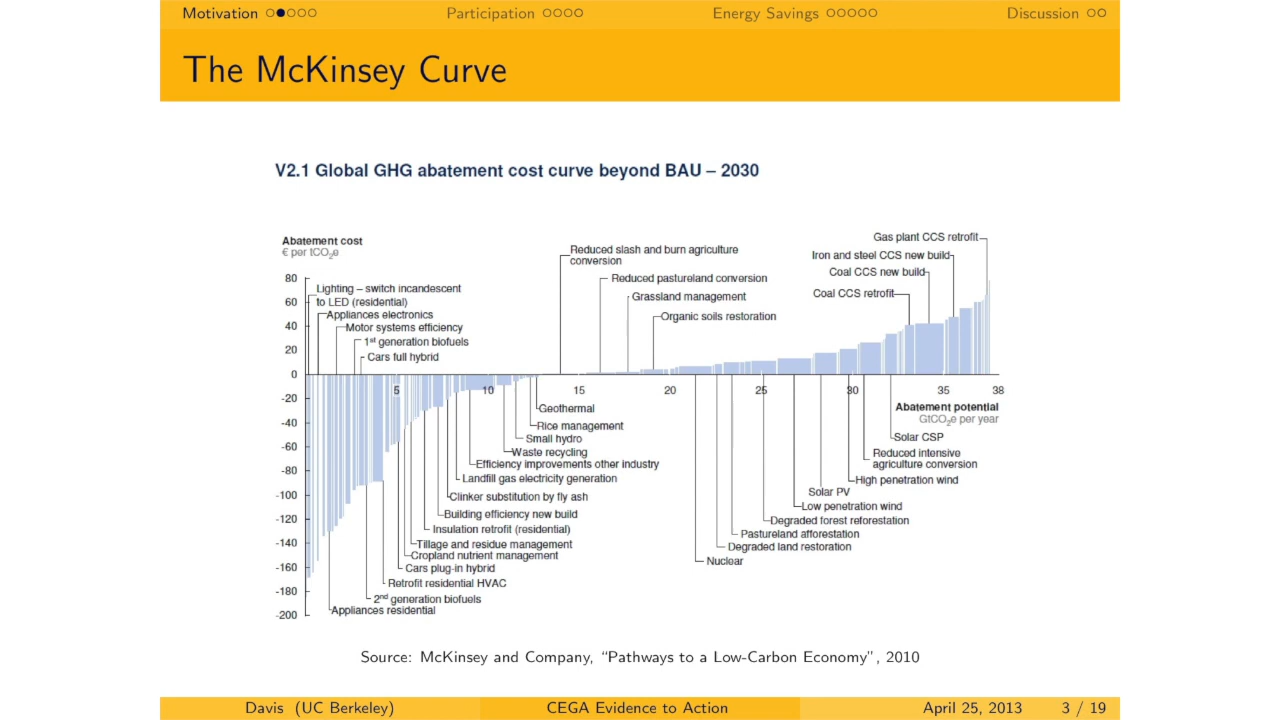 Motivation Participation Energy Savings Discussion
The McKinsey Curve
V2.1 Global GHG abatement cost curve beyond BAU – 2030
Abatement cost
€ per tCO2e
80
60
40
20
0
-20
-40
-60
-80
-100
-120
-140
-160
-180
-200
Lighting – switch incandescent
to LED (residential)
Appliances electronics
Motor systems efficiency
1st generation biofuels
Cars full hybrid
Reduced slash and burn agriculture
conversion
Reduced pastureland conversion
Grassland management
Organic soils restoration
Gas plant CCS retrofit
Iron and steel CCS new build
Coal CCS new build
Coal CCS retrofit
5 10 15 20 25 30 35 38
Abatement potential
GtCO2e per year
Geothermal
Rice management
Small hydro
Waste recycling
Efficiency improvements other industry
Landfill gas electricity generation
Clinker substitution by fly ash
Building efficiency new build
Insulation retrofit (residential)
Tillage and residue management
Cropland nutrient management
Cars plug-in hybrid
Retrofit residential HVAC
2nd generation biofuels
Appliances residential
Solar CSP
Reduced intensive
agriculture conversion
High penetration wind
Solar PV
Low penetration wind
Degraded forest reforestation
Pastureland afforestation
Degraded land restoration
Nuclear
Source: McKinsey and Company, “Pathways to a Low-Carbon Economy”, 2010
Davis (UC Berkeley) CEGA Evidence to Action April 25, 2013 3 / 19